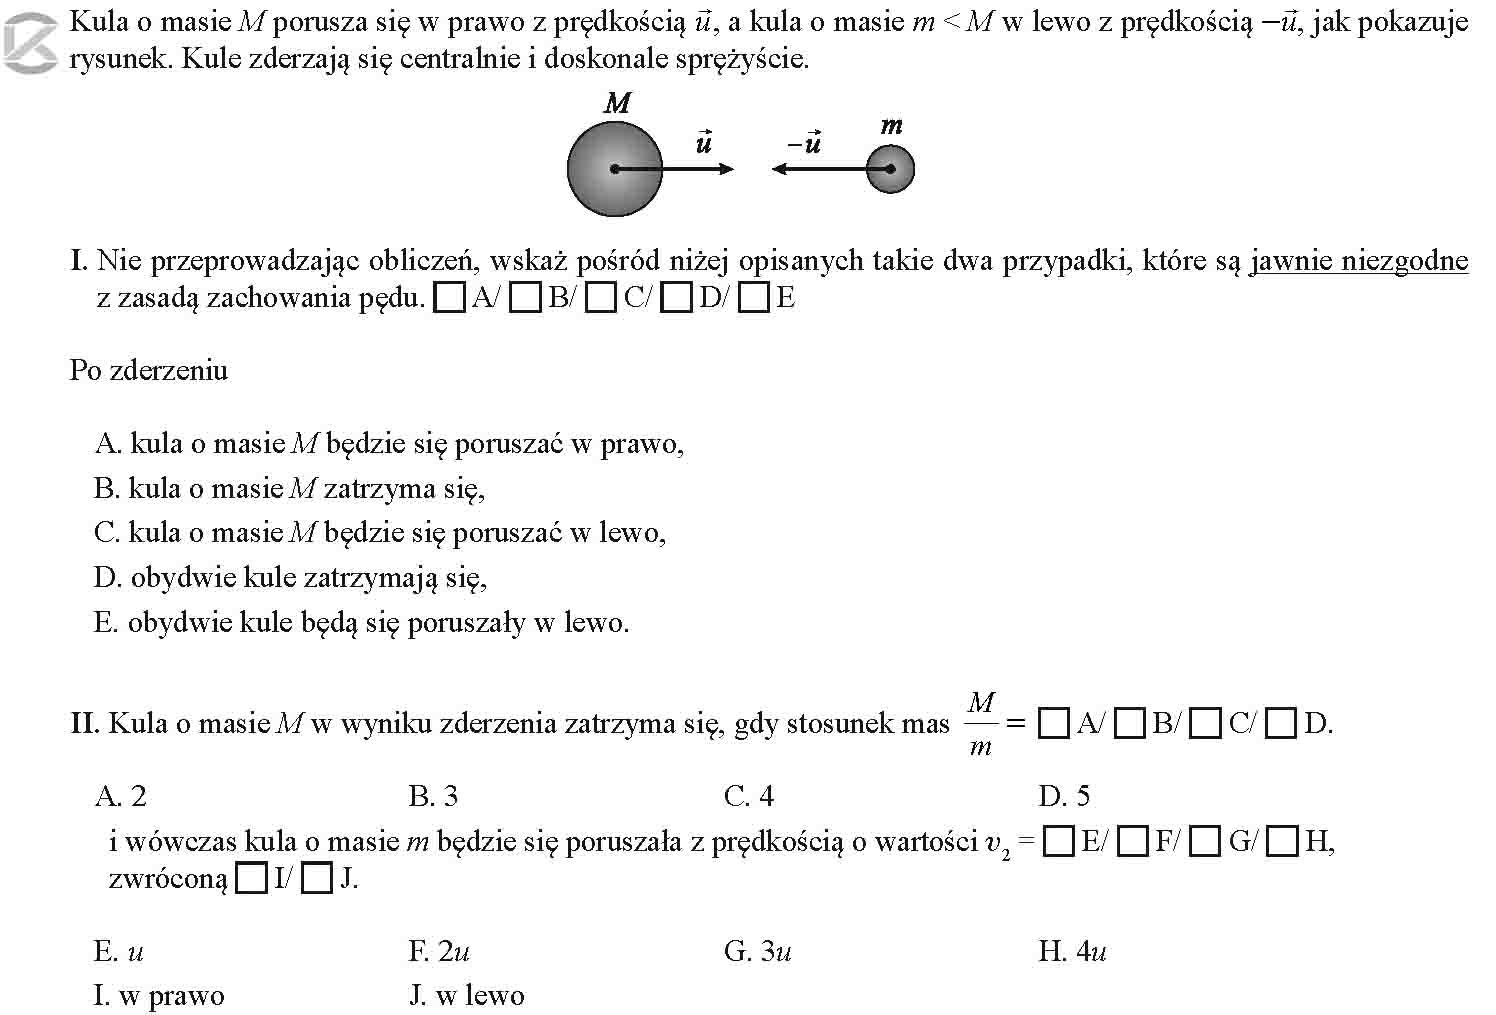 Kula o masie M porusza się w prawo z prędkością u⃗, a kula o masie m < M w lewo z prędkością −u⃗, jak pokazuje
rysunek. Kule zderzają się centralnie i doskonale sprężyście.
M
u⃗
−u⃗
m
I. Nie przeprowadzając obliczeń, wskaż pośród niżej opisanych takie dwa przypadki, które są jawnie niezgodne
z zasadą zachowania pędu. □ A/ □ B/ □ C/ □ D/ □ E
Po zderzeniu
A. kula o masie M będzie się poruszać w prawo,
B. kula o masie M zatrzyma się,
C. kula o masie M będzie się poruszać w lewo,
D. obydwie kule zatrzymają się,
E. obydwie kule będą się poruszały w lewo.
II. Kula o masie M w wyniku zderzenia zatrzyma się, gdy stosunek mas M/m = □ A/ □ B/ □ C/ □ D.
A. 2 B. 3 C. 4 D. 5
i wówczas kula o masie m będzie się poruszała z prędkością o wartości v₂ = □ E/ □ F/ □ G/ □ H,
zwróconą □ I/ □ J.
E. u F. 2u G. 3u H. 4u
I. w prawo J. w lewo